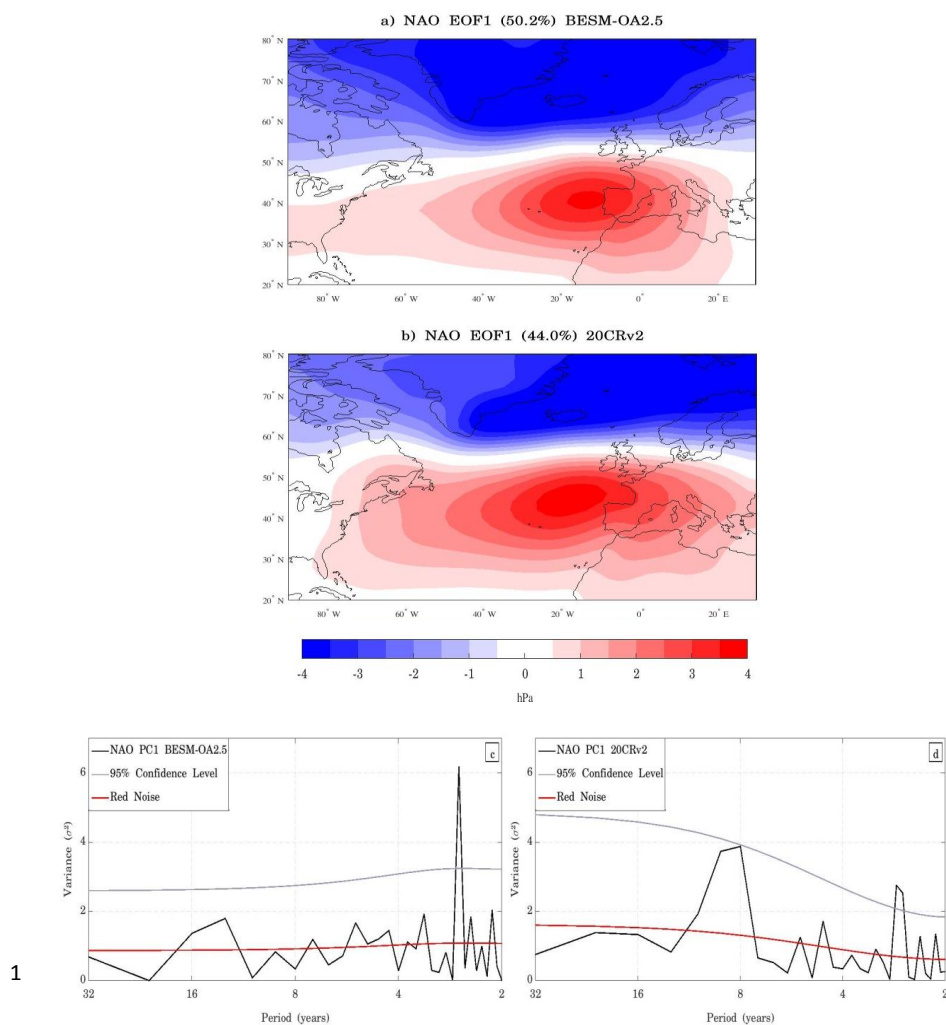 a) NAO EOF1 (50.2%) BESM-OA2.5
80° N
70° N
60° N
50° N
40° N
30° N
20° N
80° W 60° W 40° W 20° W 0° 20° E
b) NAO EOF1 (44.0%) 20CRv2
80° N
70° N
60° N
50° N
40° N
30° N
20° N
80° W 60° W 40° W 20° W 0° 20° E
-4 -3 -2 -1 0 1 2 3 4
hPa
NAO PC1 BESM-OA2.5
95% Confidence Level
Red Noise
c
Variance (σ²)
6
4
2
0
32 16 8 4 2
Period (years)
NAO PC1 20CRv2
95% Confidence Level
Red Noise
d
Variance (σ²)
6
4
2
0
32 16 8 4 2
Period (years)
1